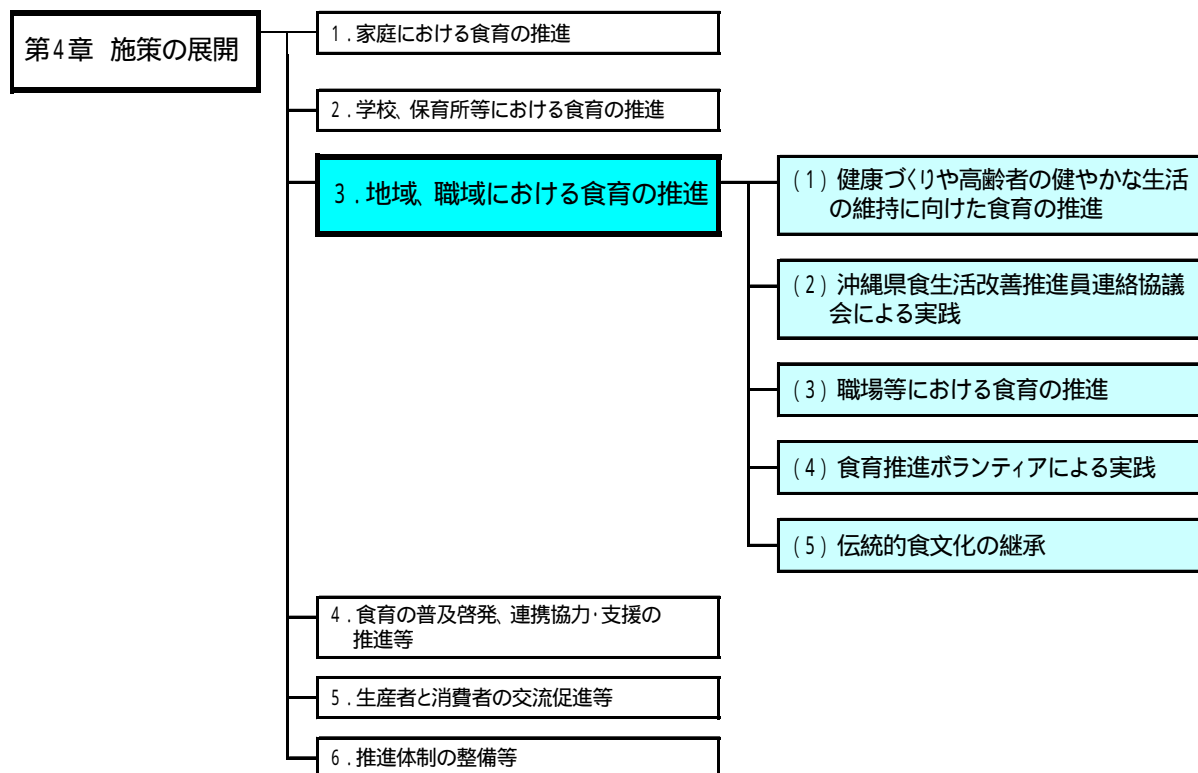 第4章 施策の展開
1.家庭における食育の推進
2.学校、保育所等における食育の推進
3.地域、職域における食育の推進
(1) 健康づくりや高齢者の健やかな生活
の維持に向けた食育の推進
(2) 沖縄県食生活改善推進員連絡協議
会による実践
(3) 職場等における食育の推進
(4) 食育推進ボランティアによる実践
(5) 伝統的食文化の継承
4.食育の普及啓発、連携協力・支援の
推進等
5.生産者と消費者の交流促進等
6.推進体制の整備等